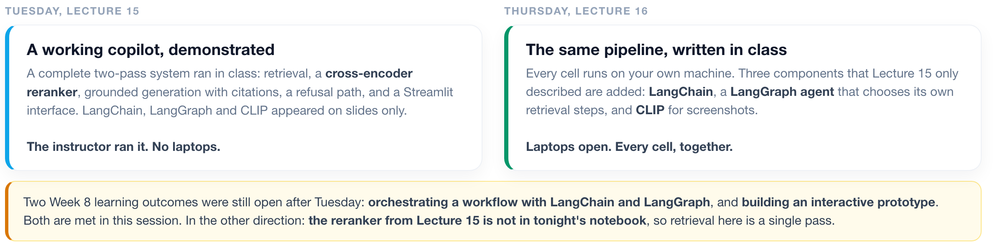 TUESDAY, LECTURE 15
A working copilot, demonstrated
A complete two-pass system ran in class: retrieval, a cross-encoder
reranker, grounded generation with citations, a refusal path, and a Streamlit
interface. LangChain, LangGraph and CLIP appeared on slides only.
The instructor ran it. No laptops.
THURSDAY, LECTURE 16
The same pipeline, written in class
Every cell runs on your own machine. Three components that Lecture 15 only
described are added: LangChain, a LangGraph agent that chooses its own
retrieval steps, and CLIP for screenshots.
Laptops open. Every cell, together.
Two Week 8 learning outcomes were still open after Tuesday: orchestrating a workflow with LangChain and LangGraph, and building an interactive prototype.
Both are met in this session. In the other direction: the reranker from Lecture 15 is not in tonight's notebook, so retrieval here is a single pass.